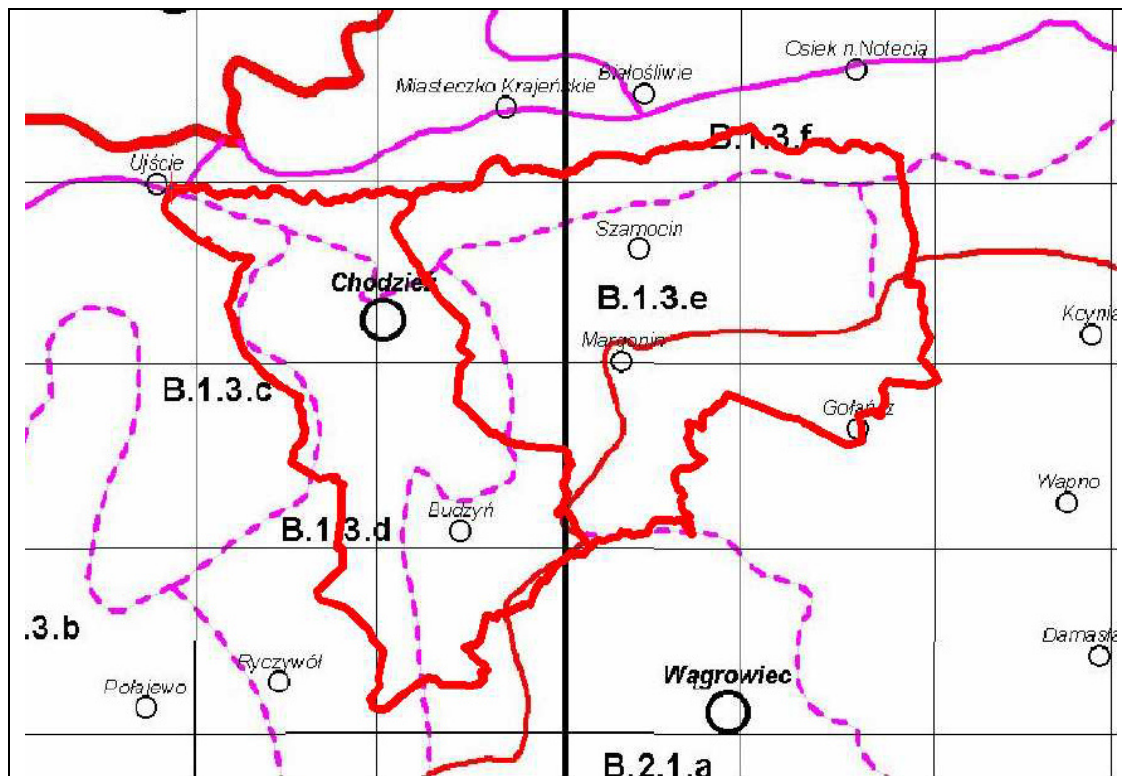 Osiek n.Notecią
Białośliwie
Miasteczko Krajeńskie
B.1.3.f
Ujście
Szamocin
Chodzież
B.1.3.e
Kcynia
Margonin
B.1.3.c
Gołańcz
Wapno
Budzyń
B.1.3.d
.3.b
Damasła
Ryczywół
Wągrowiec
Połajewo
B.2.1.a